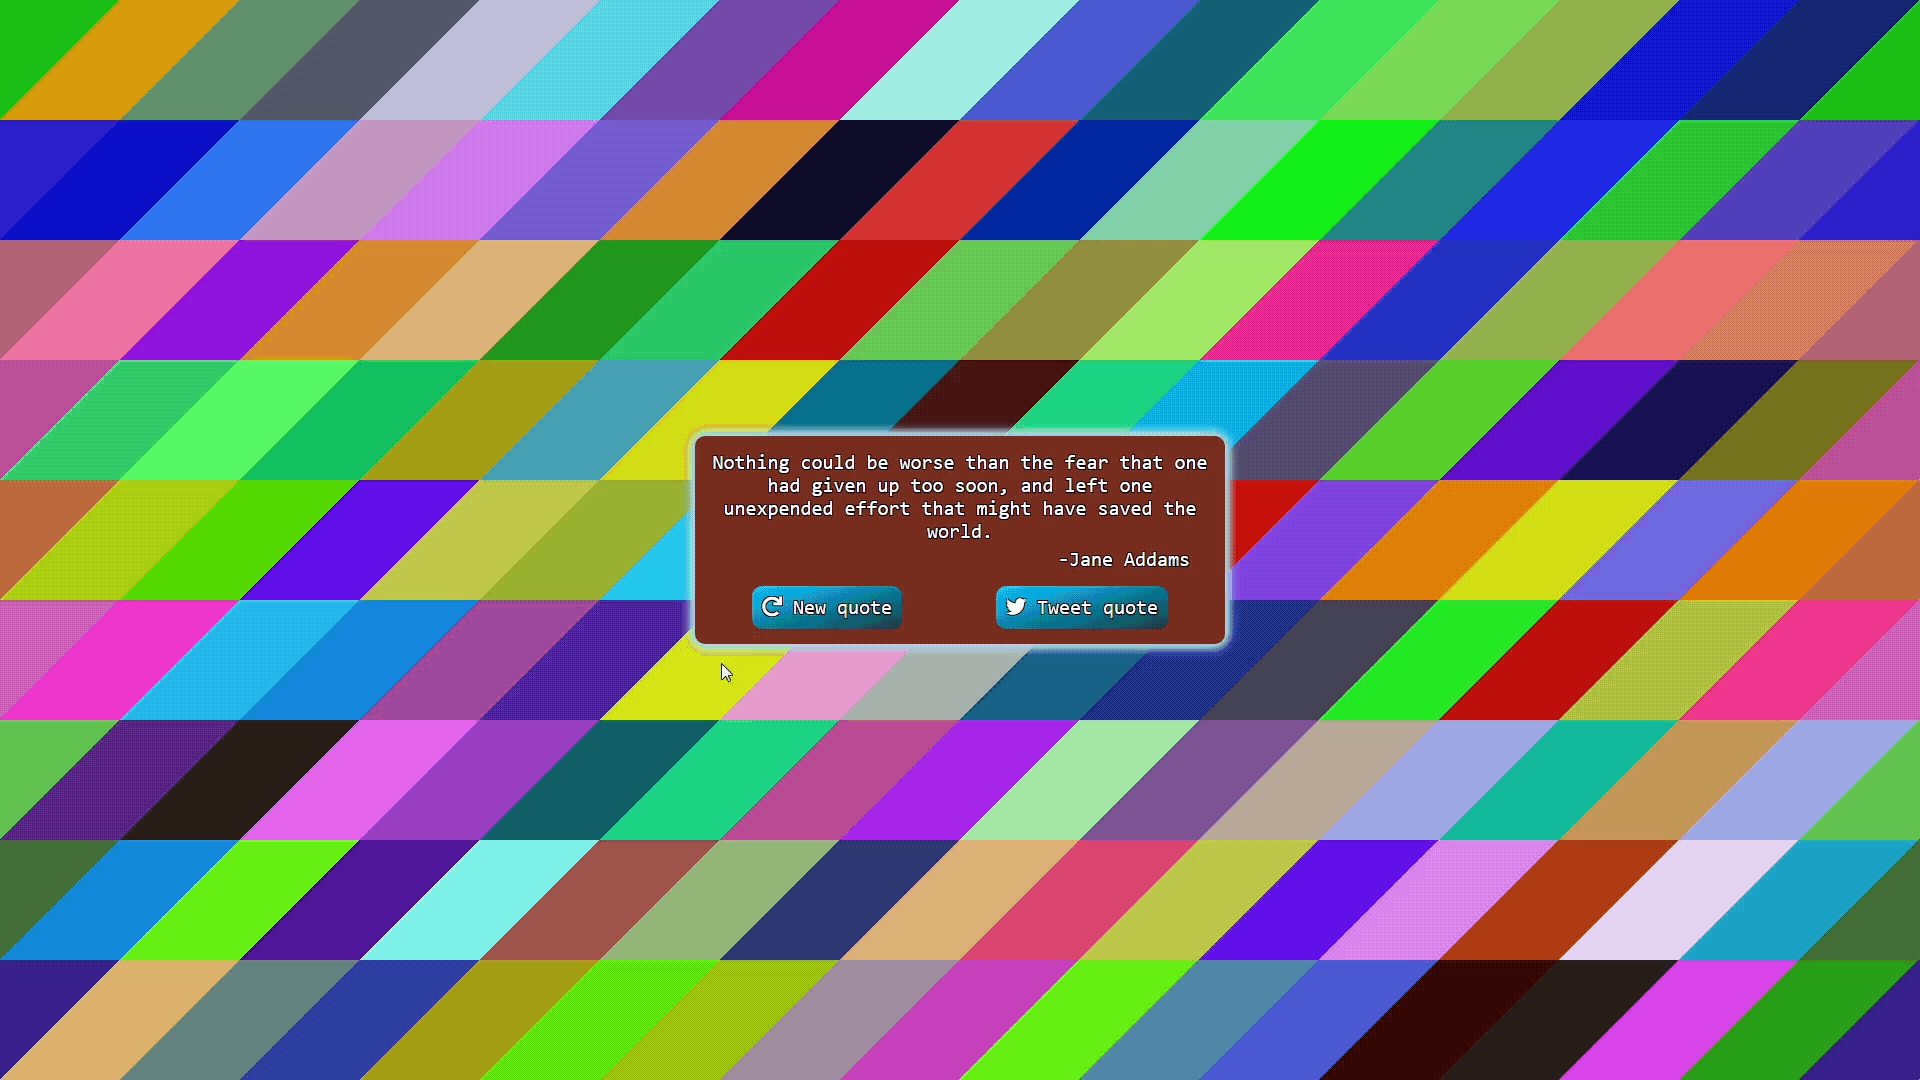 Nothing could be worse than the fear that one
had given up too soon, and left one
unexpended effort that might have saved the
world.
-Jane Addams
New quote
Tweet quote